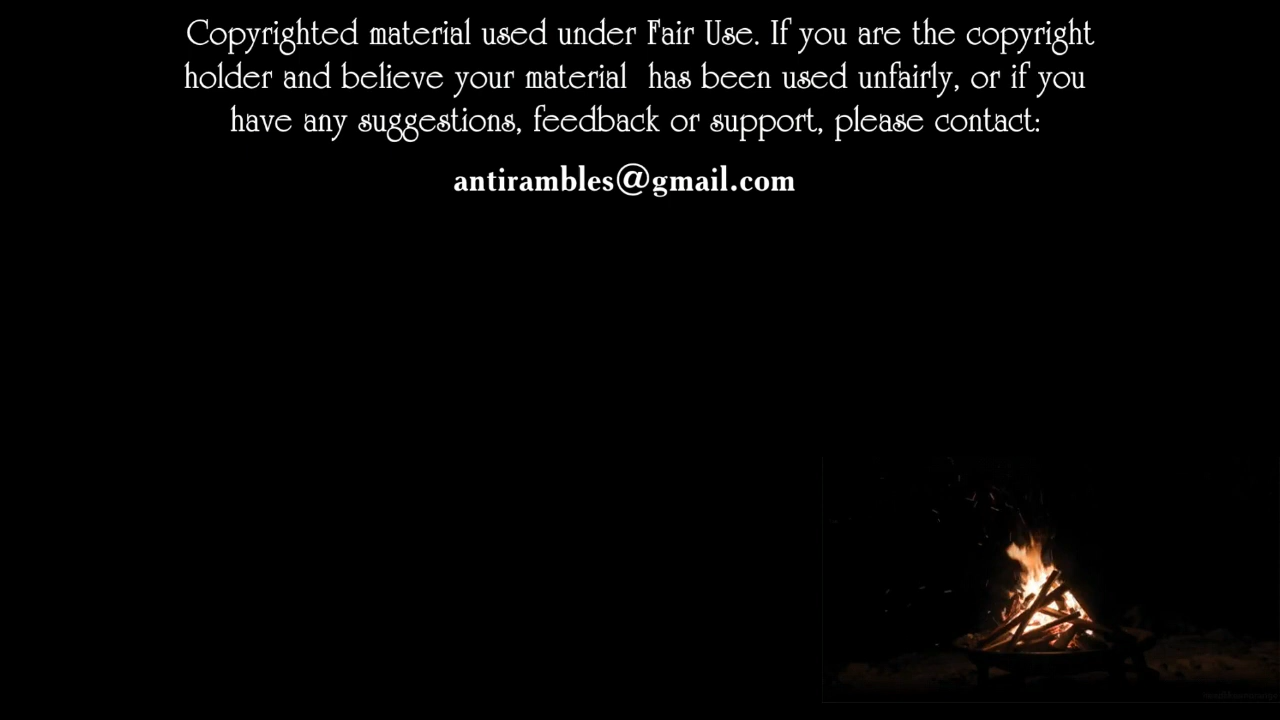 Copyrighted material used under Fair Use. If you are the copyright
holder and believe your material has been used unfairly, or if you
have any suggestions, feedback or support, please contact:
antirambles@gmail.com